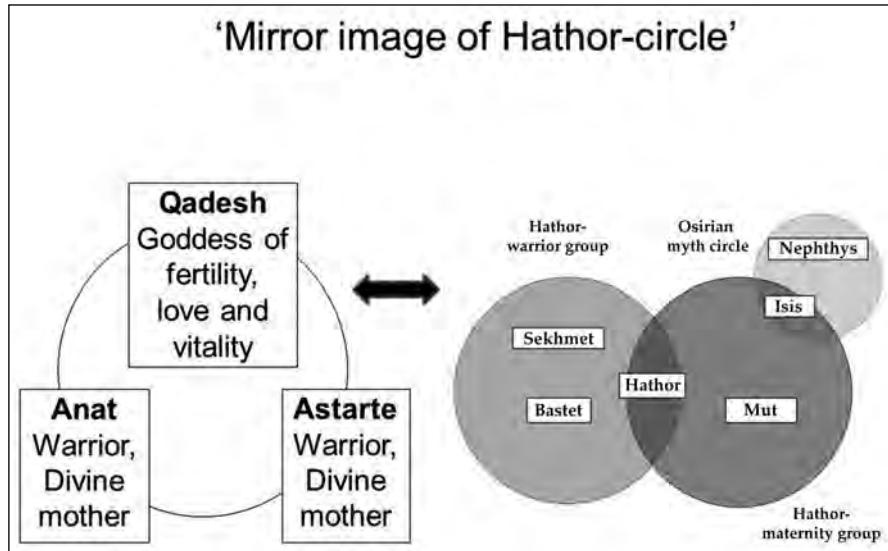 ‘Mirror image of Hathor-circle’
Qadesh
Goddess of
fertility,
love and
vitality
Anat
Warrior,
Divine
mother
Astarte
Warrior,
Divine
mother
Hathor-
warrior group
Osirian
myth circle
Nephthys
Isis
Sekhmet
Hathor
Bastet
Mut
Hathor-
maternity group